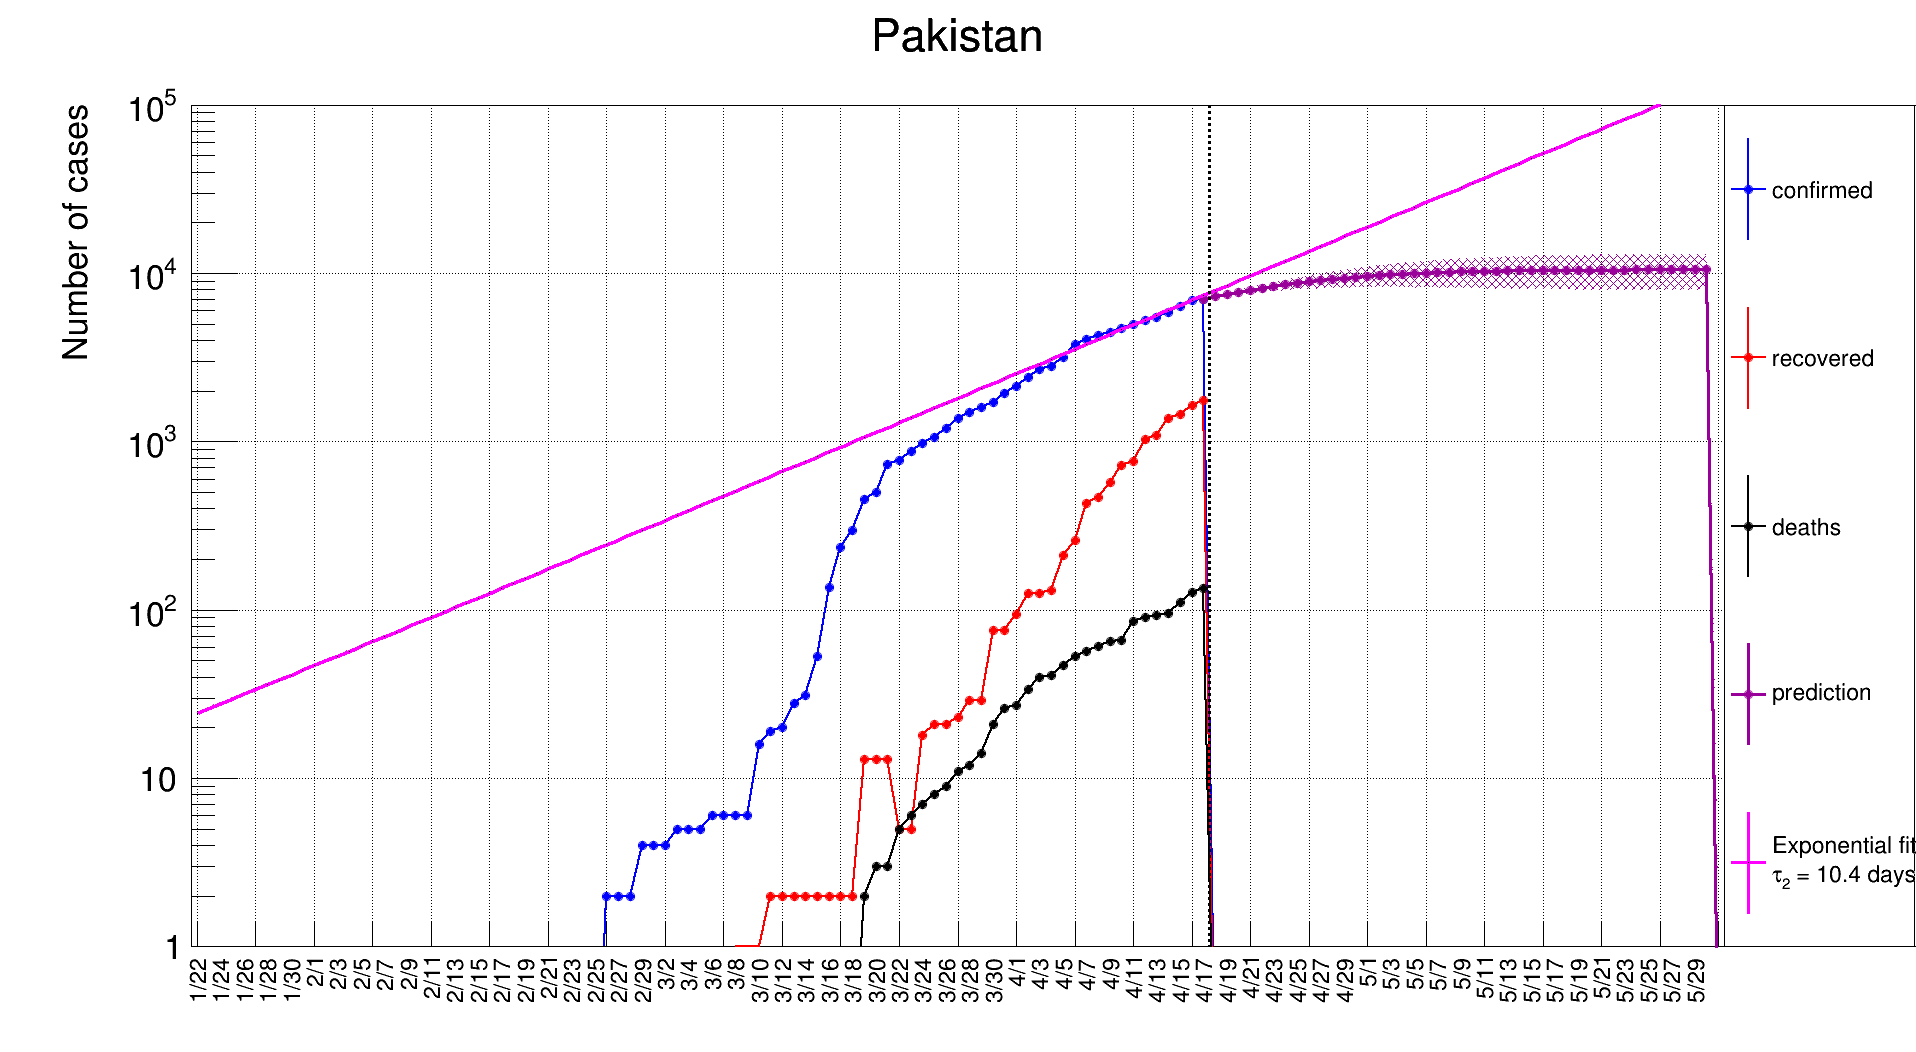 Pakistan
Number of cases
10^5
10^4
10^3
10^2
10
1
1/22 1/24 1/26 1/28 1/30 2/1 2/3 2/5 2/7 2/9 2/11 2/13 2/15 2/17 2/19 2/21 2/23 2/25 2/27 2/29 3/2 3/4 3/6 3/8 3/10 3/12 3/14 3/16 3/18 3/20 3/22 3/24 3/26 3/28 3/30 4/1 4/3 4/5 4/7 4/9 4/11 4/13 4/15 4/17 4/19 4/21 4/23 4/25 4/27 4/29 5/1 5/3 5/5 5/7 5/9 5/11 5/13 5/15 5/17 5/19 5/21 5/23 5/25 5/27 5/29
confirmed
recovered
deaths
prediction
Exponential fit
τ₂ = 10.4 days